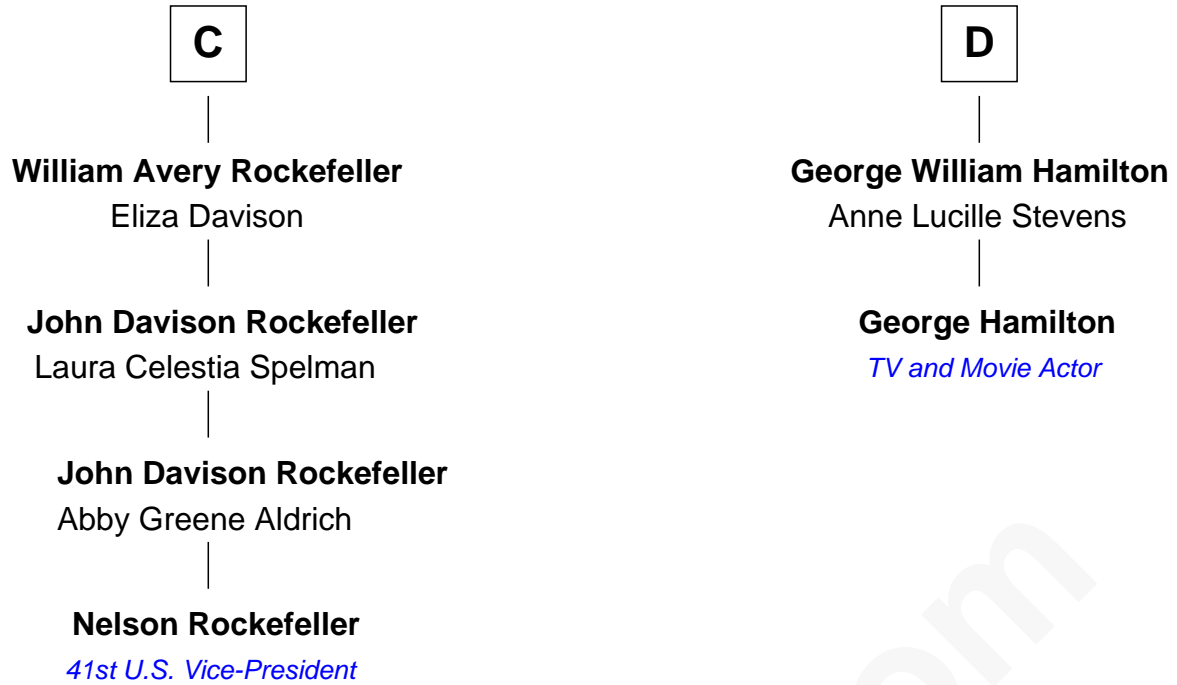 C
William Avery Rockefeller
Eliza Davison
John Davison Rockefeller
Laura Celestia Spelman
John Davison Rockefeller
Abby Greene Aldrich
Nelson Rockefeller
41st U.S. Vice-President
D
George William Hamilton
Anne Lucille Stevens
George Hamilton
TV and Movie Actor
om